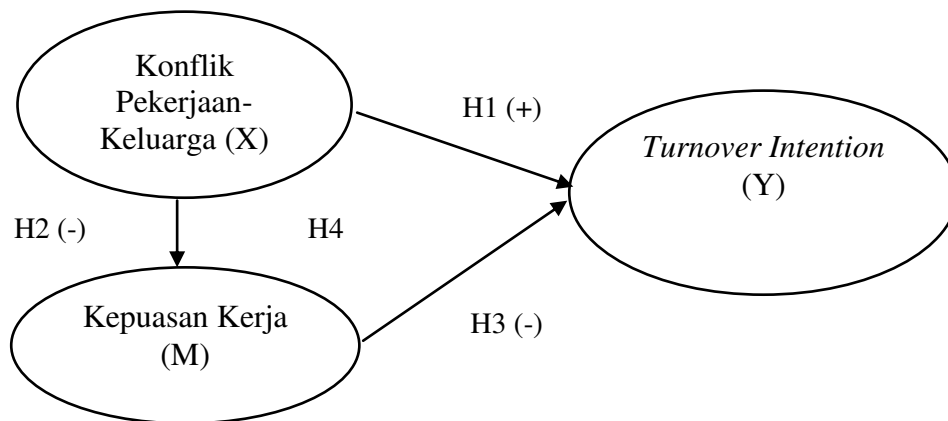 Konflik
Pekerjaan-
Keluarga (X)
H1 (+)
Turnover Intention
(Y)
H2 (-)
H4
Kepuasan Kerja
(M)
H3 (-)